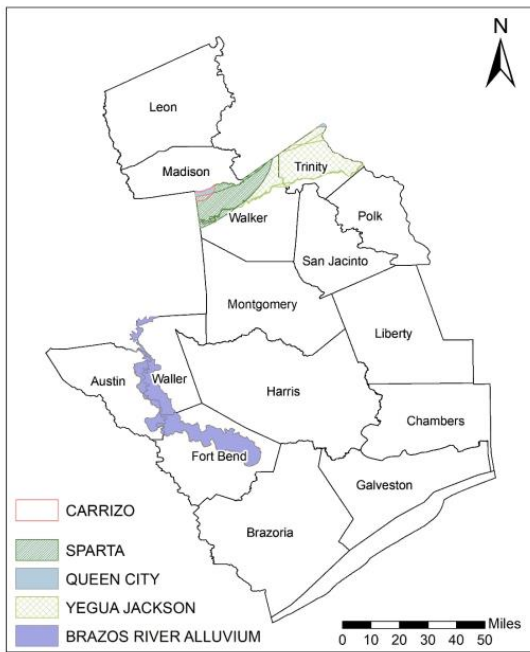 N
Leon
Madison
Trinity
Walker
Polk
San Jacinto
Montgomery
Liberty
Austin
Waller
Harris
Chambers
Fort Bend
Galveston
Brazoria
CARRIZO
SPARTA
QUEEN CITY
YEGUA JACKSON
BRAZOS RIVER ALLUVIUM
Miles
0 10 20 30 40 50